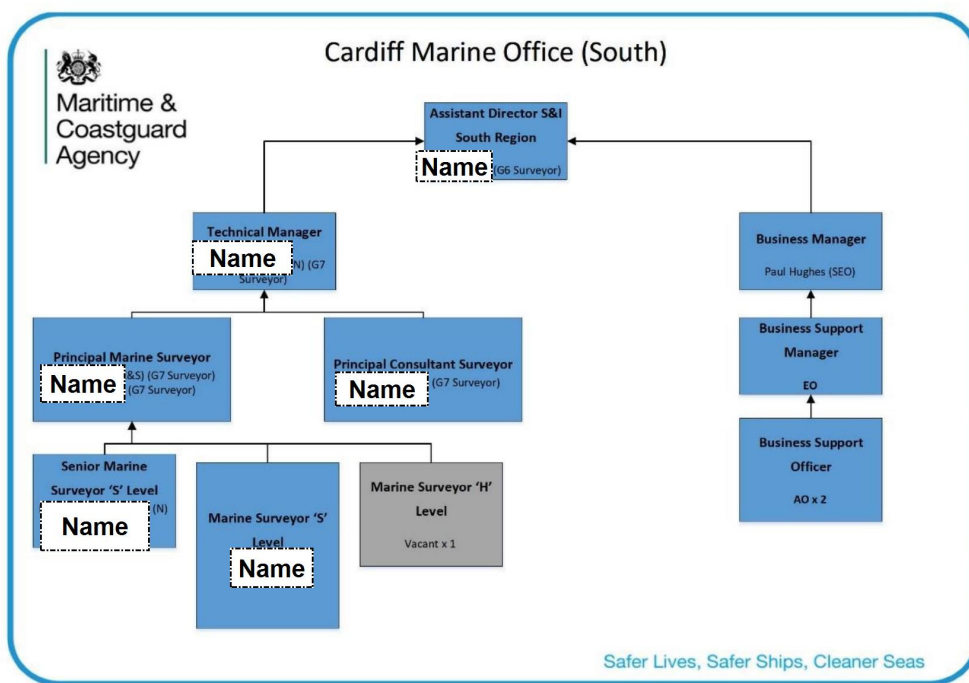 Cardiff Marine Office (South)
Maritime &
Coastguard
Agency
Assistant Director S&I
South Region
Name (G6 Surveyor)
Technical Manager
Name N) (G7
Surveyor)
Business Manager
Paul Hughes (SEO)
Principal Marine Surveyor
Name &S) (G7 Surveyor)
(G7 Surveyor)
Principal Consultant Surveyor
Name (G7 Surveyor)
Business Support
Manager
EO
Senior Marine
Surveyor ‘S’ Level
Name (N)
Marine Surveyor ‘S’
Level
Name
Marine Surveyor ‘H’
Level
Vacant x 1
Business Support
Officer
AO x 2
Safer Lives, Safer Ships, Cleaner Seas